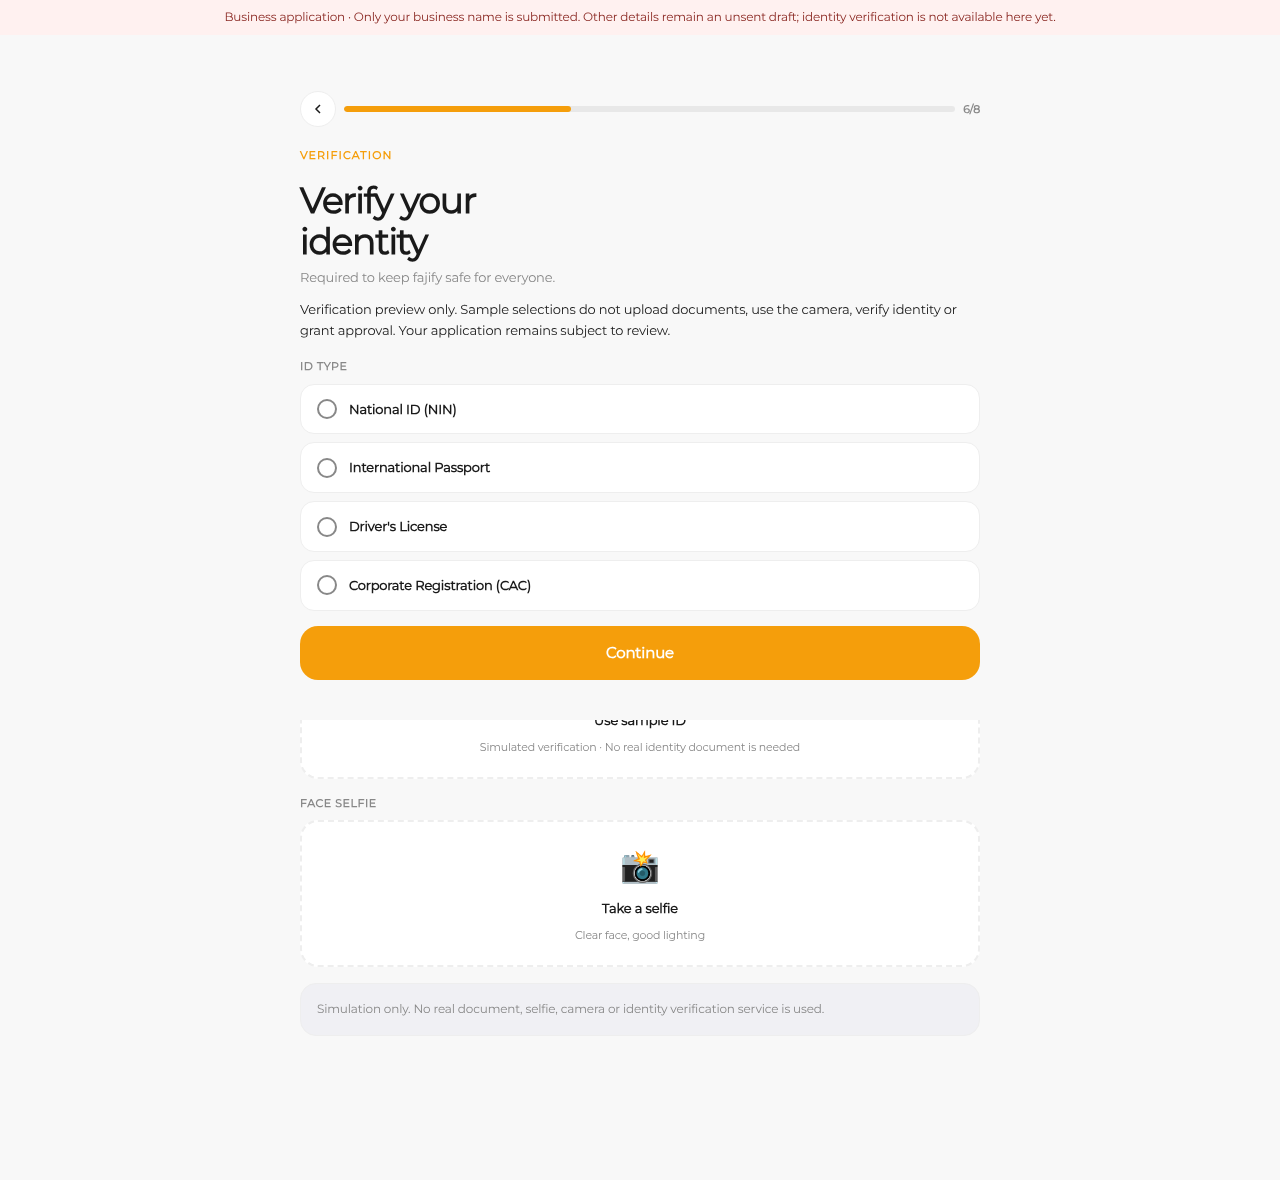 Business application · Only your business name is submitted. Other details remain an unsent draft; identity verification is not available here yet.
6/8
VERIFICATION
Verify your
identity
Required to keep fajify safe for everyone.
Verification preview only. Sample selections do not upload documents, use the camera, verify identity or
grant approval. Your application remains subject to review.
ID TYPE
National ID (NIN)
International Passport
Driver's License
Corporate Registration (CAC)
Continue
Use sample ID
Simulated verification · No real identity document is needed
FACE SELFIE
Take a selfie
Clear face, good lighting
Simulation only. No real document, selfie, camera or identity verification service is used.